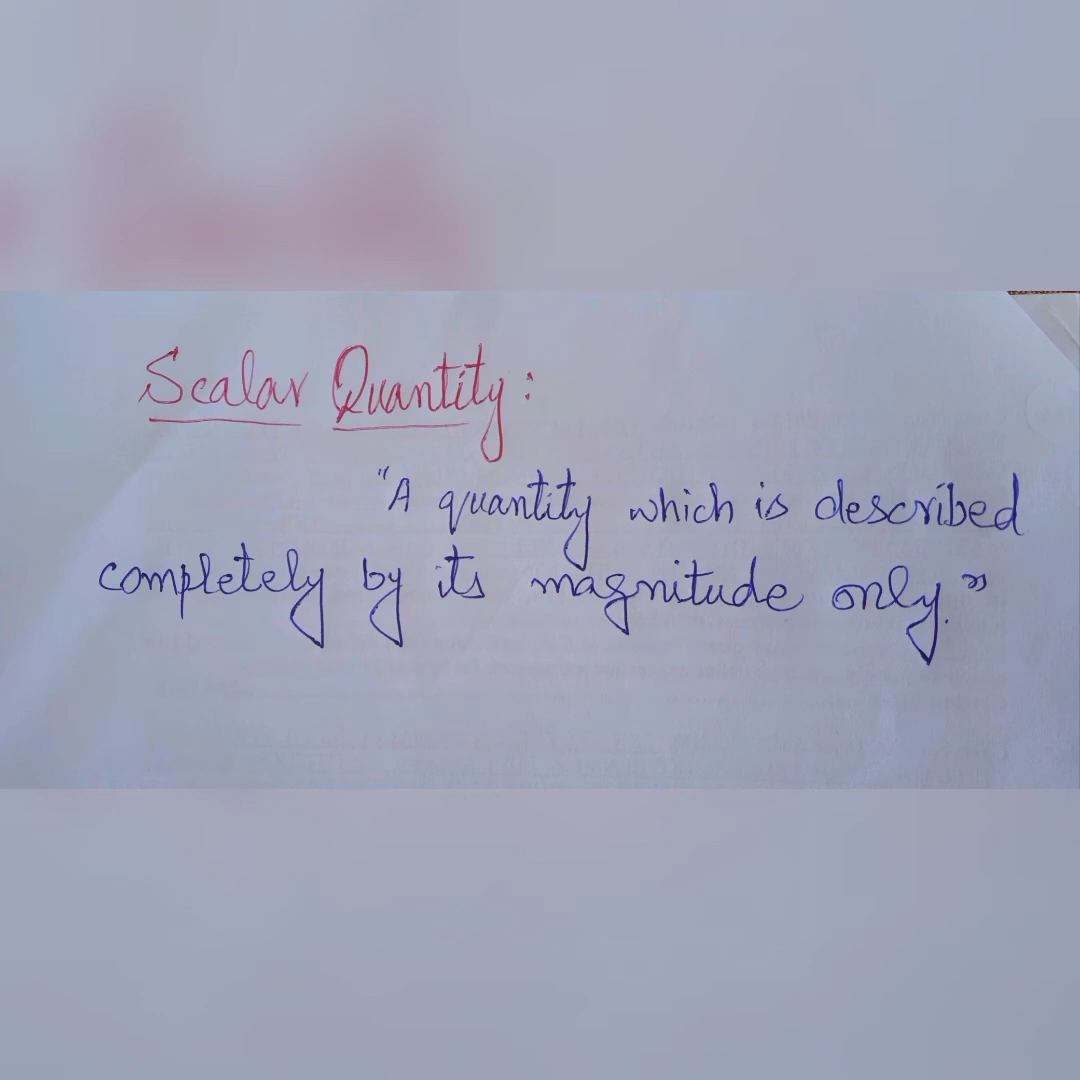 Scalar Quantity:
"A quantity which is described
completely by its magnitude only."